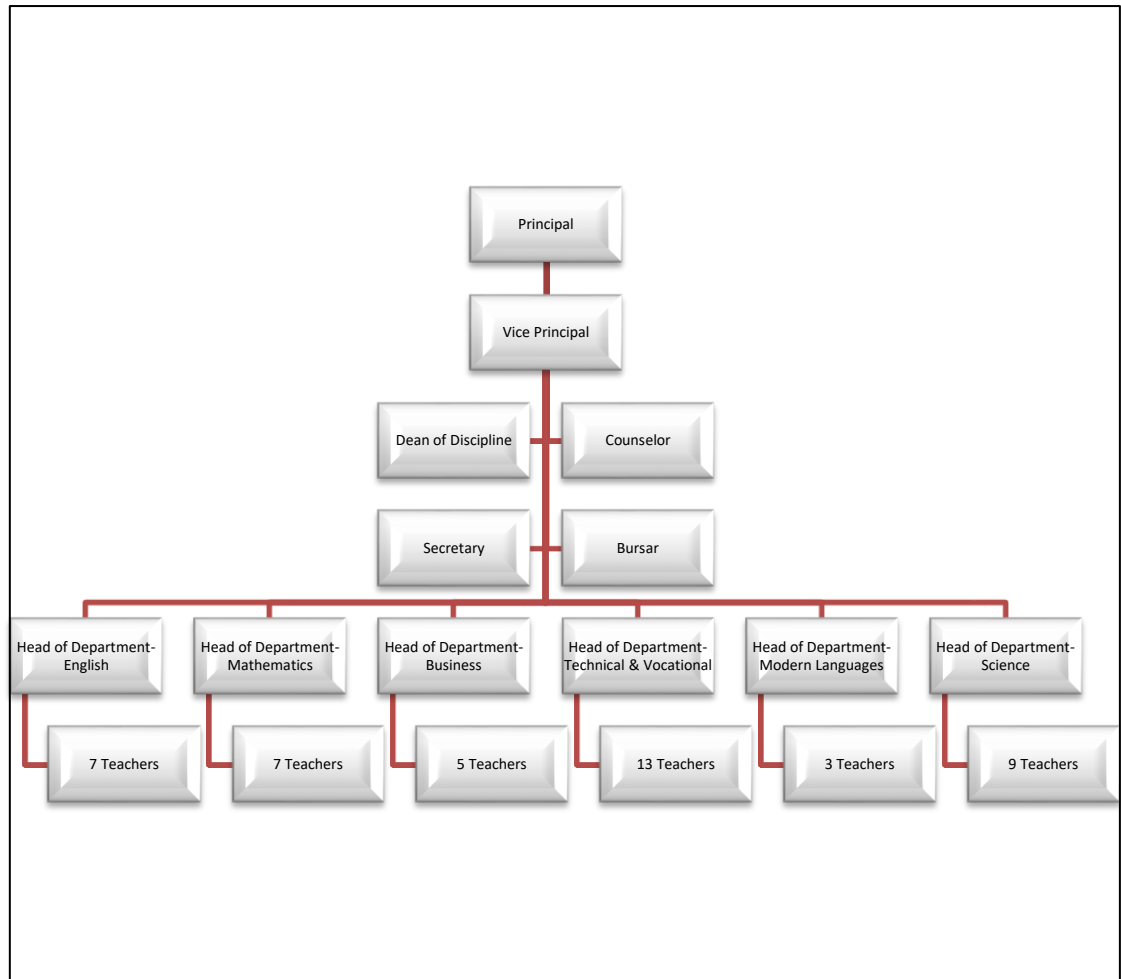 Principal
Vice Principal
Dean of Discipline
Counselor
Secretary
Bursar
Head of Department-
English
Head of Department-
Mathematics
Head of Department-
Business
Head of Department-
Technical & Vocational
Head of Department-
Modern Languages
Head of Department-
Science
7 Teachers
7 Teachers
5 Teachers
13 Teachers
3 Teachers
9 Teachers